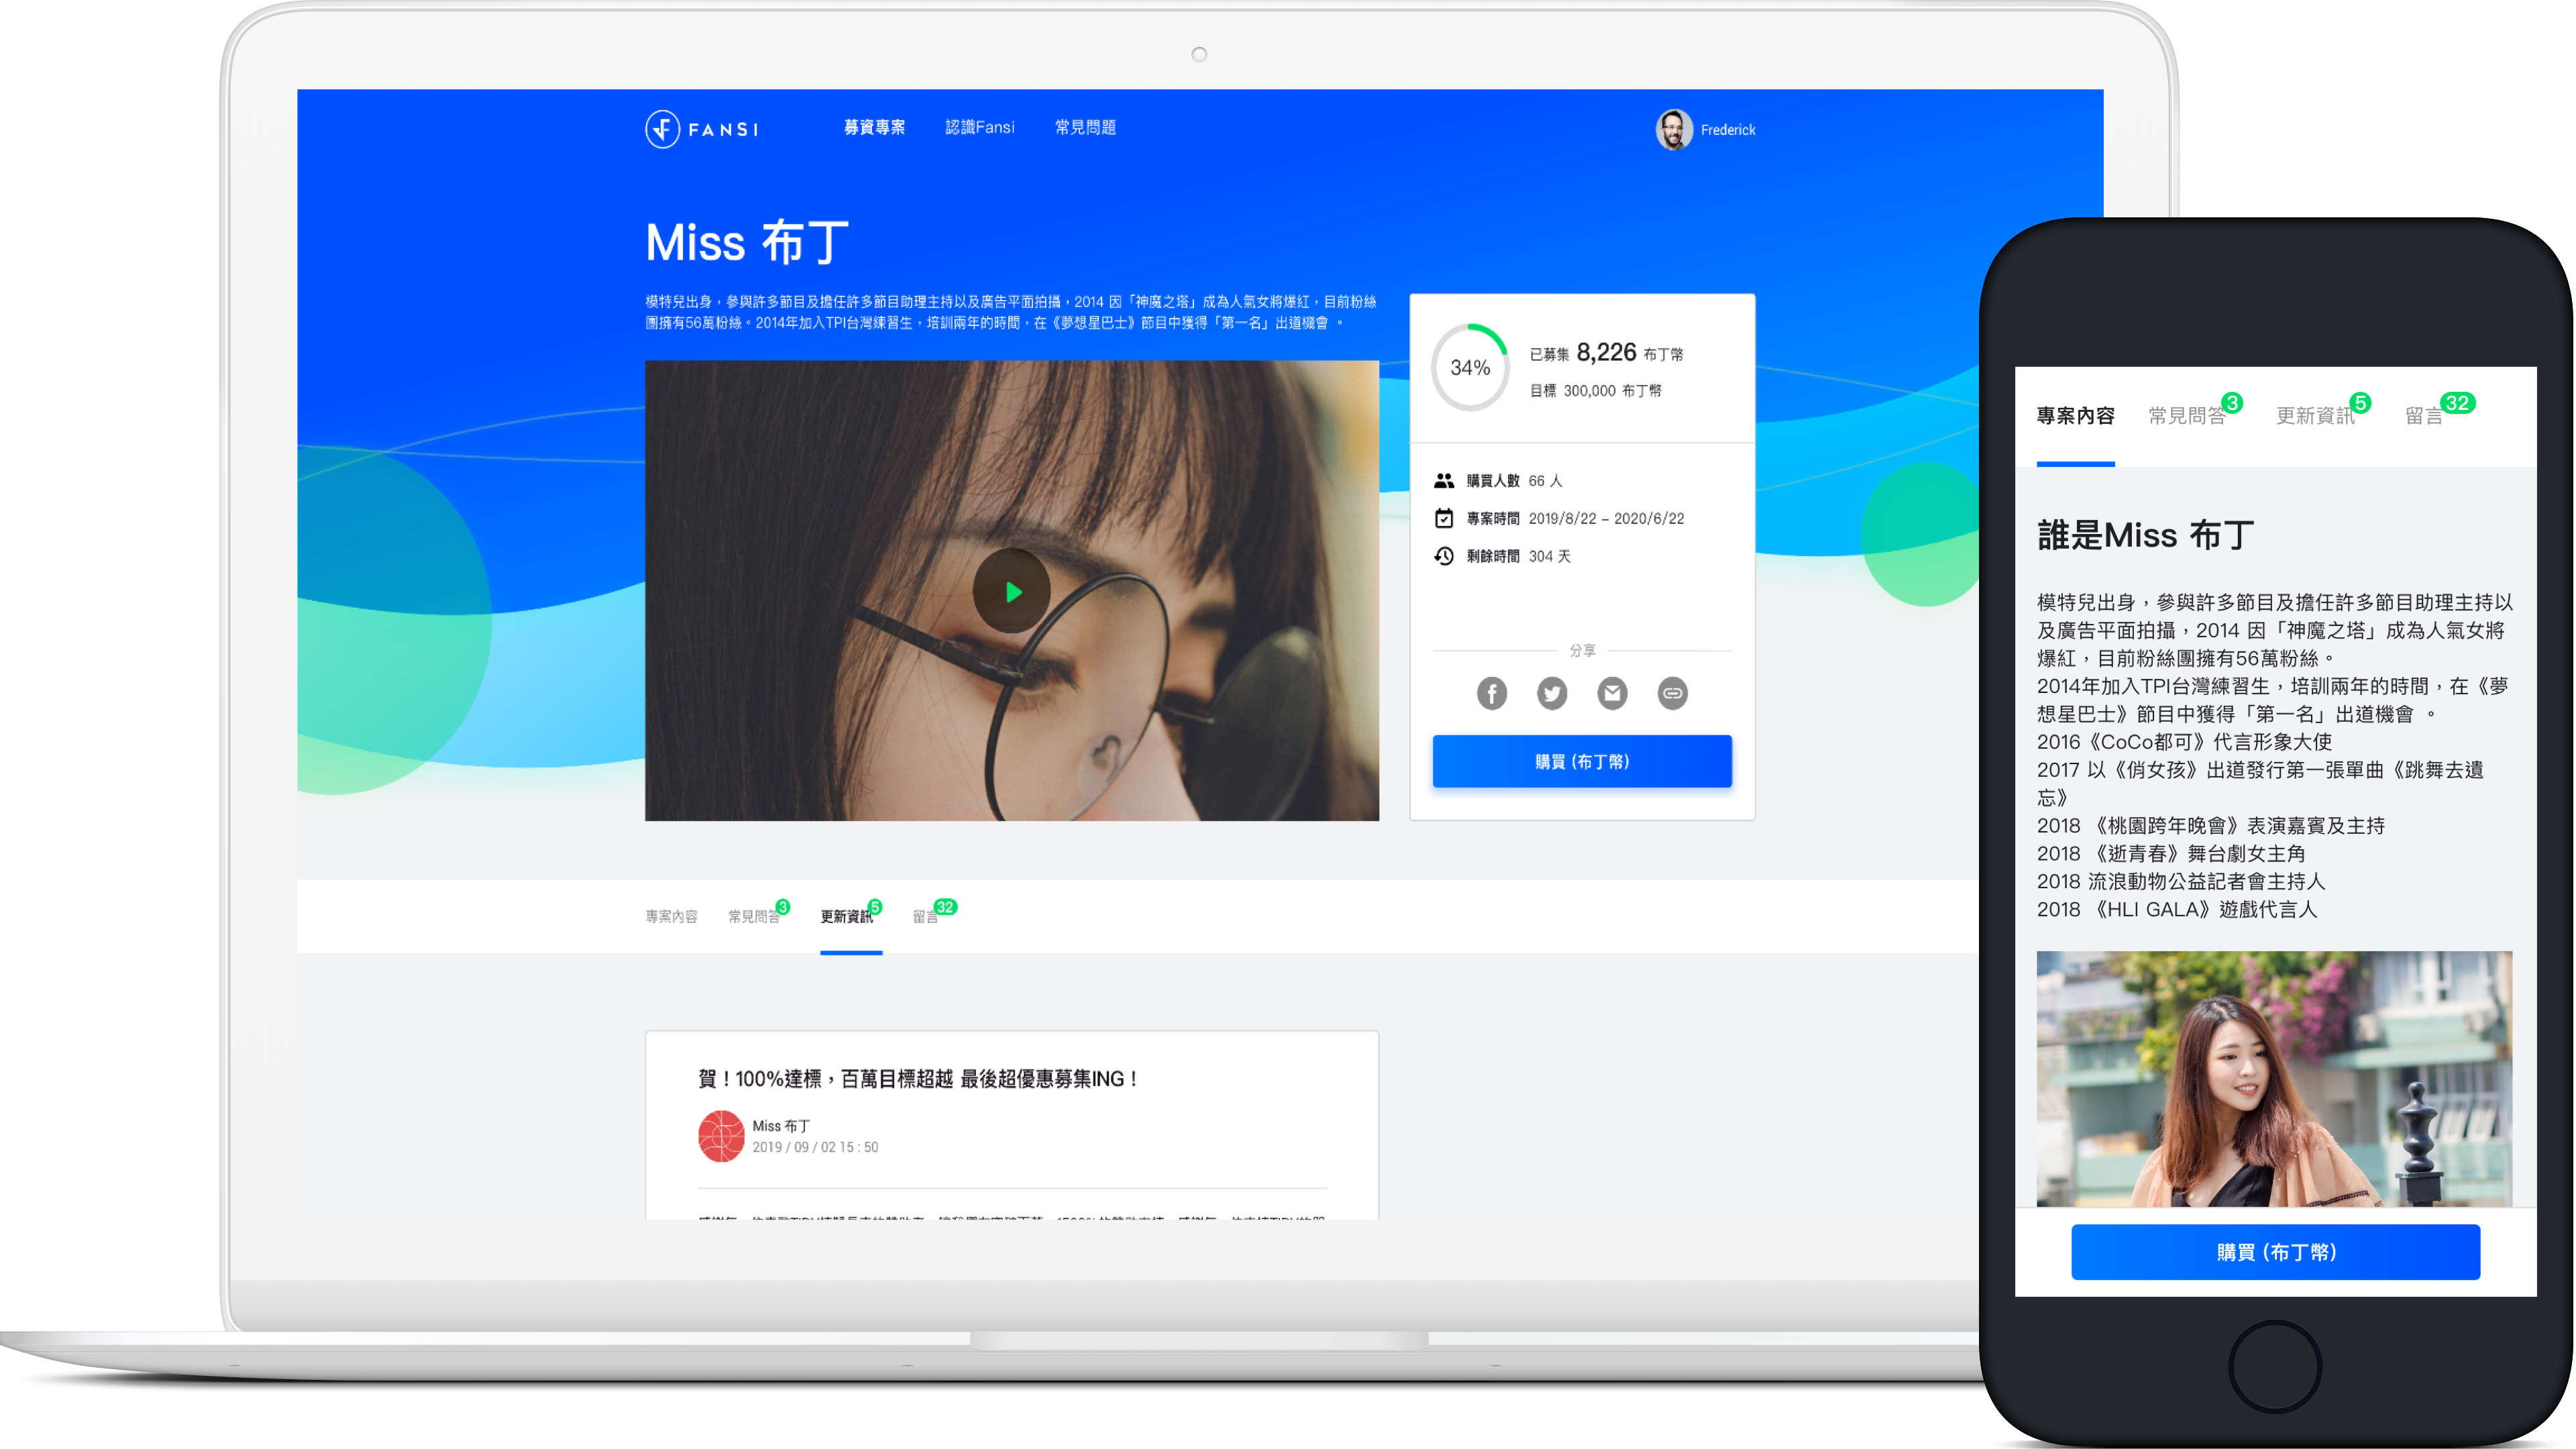 FANSI
募資專案 認識Fansi 常見問題
Frederick
Miss 布丁
模特兒出身，參與許多節目及擔任許多節目助理主持以及廣告平面拍攝，2014 因「神魔之塔」成為人氣女將爆紅，目前粉絲
團擁有56萬粉絲。2014年加入TPI台灣練習生，培訓兩年的時間，在《夢想星巴士》節目中獲得「第一名」出道機會 。
34%
已募集 8,226 布丁幣
目標 300,000 布丁幣
購買人數 66 人
專案時間 2019/8/22 – 2020/6/22
剩餘時間 304 天
分享
購買 (布丁幣)
專案內容 常見問答 3 更新資訊 5 留言 32
賀！100%達標，百萬目標超越 最後超優惠募集ING！
Miss 布丁
2019 / 09 / 02 15 : 50
專案內容 常見問答 3 更新資訊 5 留言 32
誰是Miss 布丁
模特兒出身，參與許多節目及擔任許多節目助理主持以
及廣告平面拍攝，2014 因「神魔之塔」成為人氣女將
爆紅，目前粉絲團擁有56萬粉絲。
2014年加入TPI台灣練習生，培訓兩年的時間，在《夢
想星巴士》節目中獲得「第一名」出道機會 。
2016《CoCo都可》代言形象大使
2017 以《俏女孩》出道發行第一張單曲《跳舞去遺
忘》
2018 《桃園跨年晚會》表演嘉賓及主持
2018 《逝青春》舞台劇女主角
2018 流浪動物公益記者會主持人
2018 《HLI GALA》遊戲代言人
購買 (布丁幣)